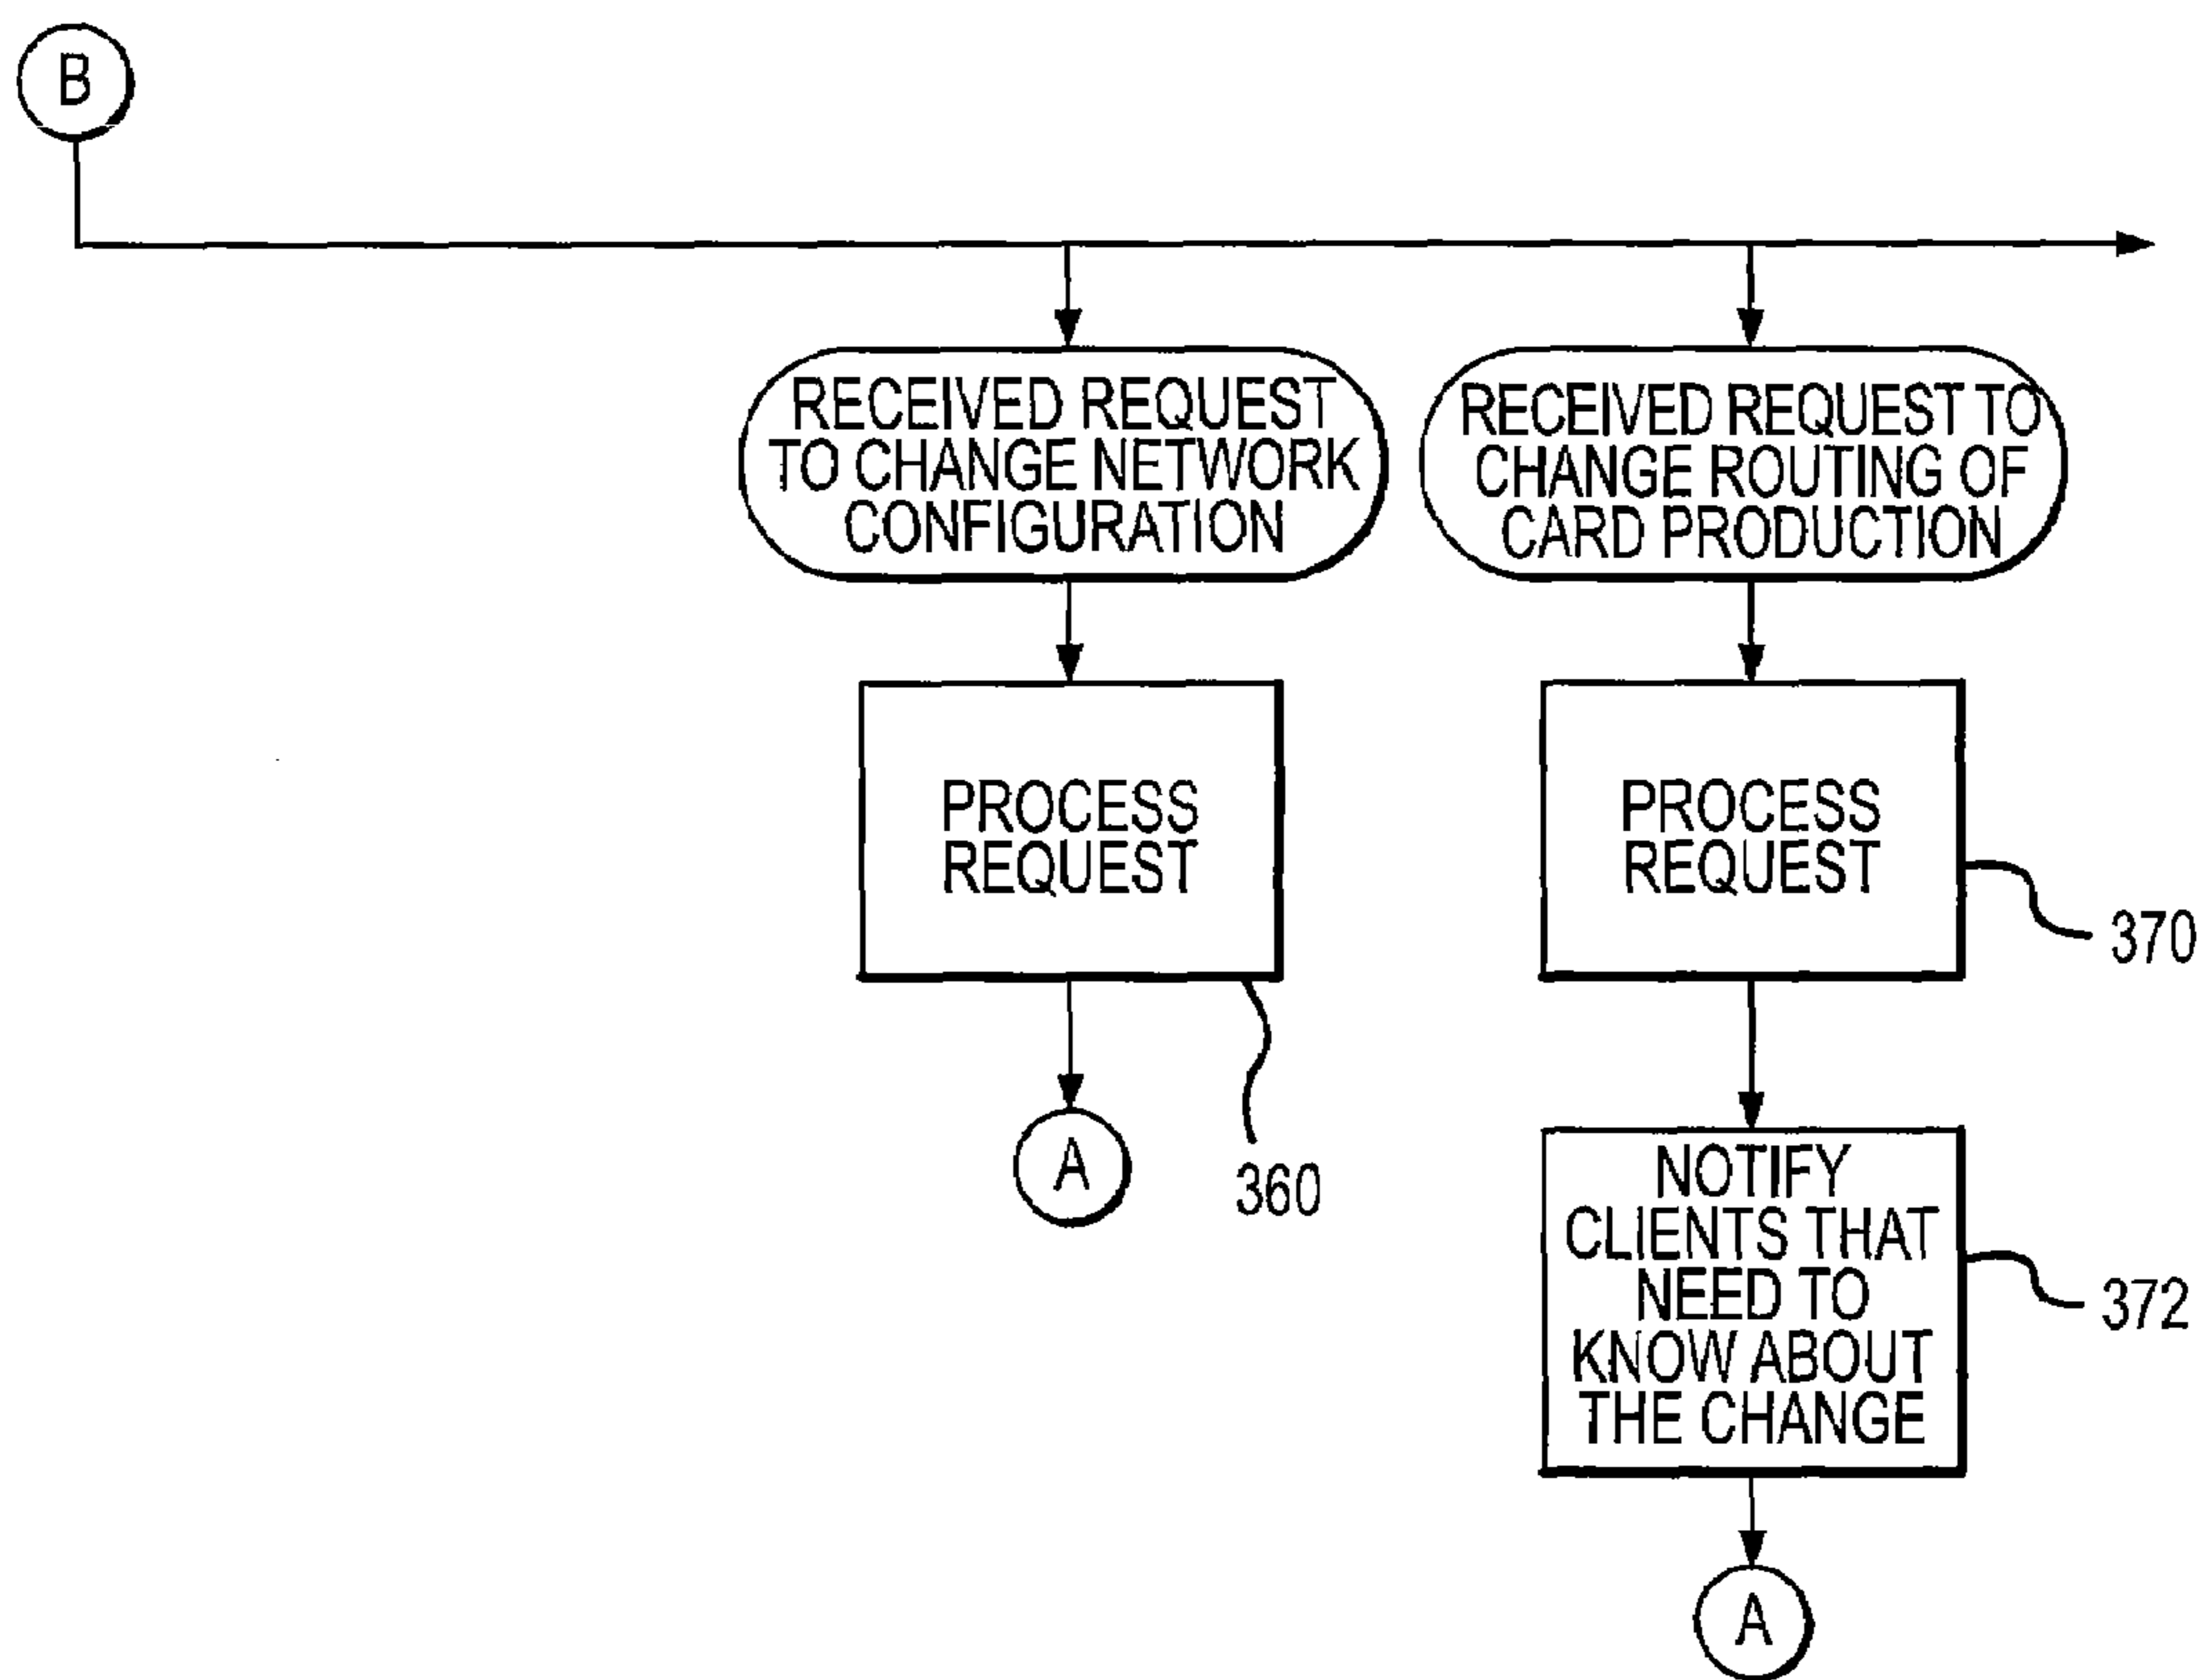 B
RECEIVED REQUEST
TO CHANGE NETWORK
CONFIGURATION
RECEIVED REQUEST TO
CHANGE ROUTING OF
CARD PRODUCTION
PROCESS
REQUEST
360
A
PROCESS
REQUEST
370
NOTIFY
CLIENTS THAT
NEED TO
KNOW ABOUT
THE CHANGE
372
A